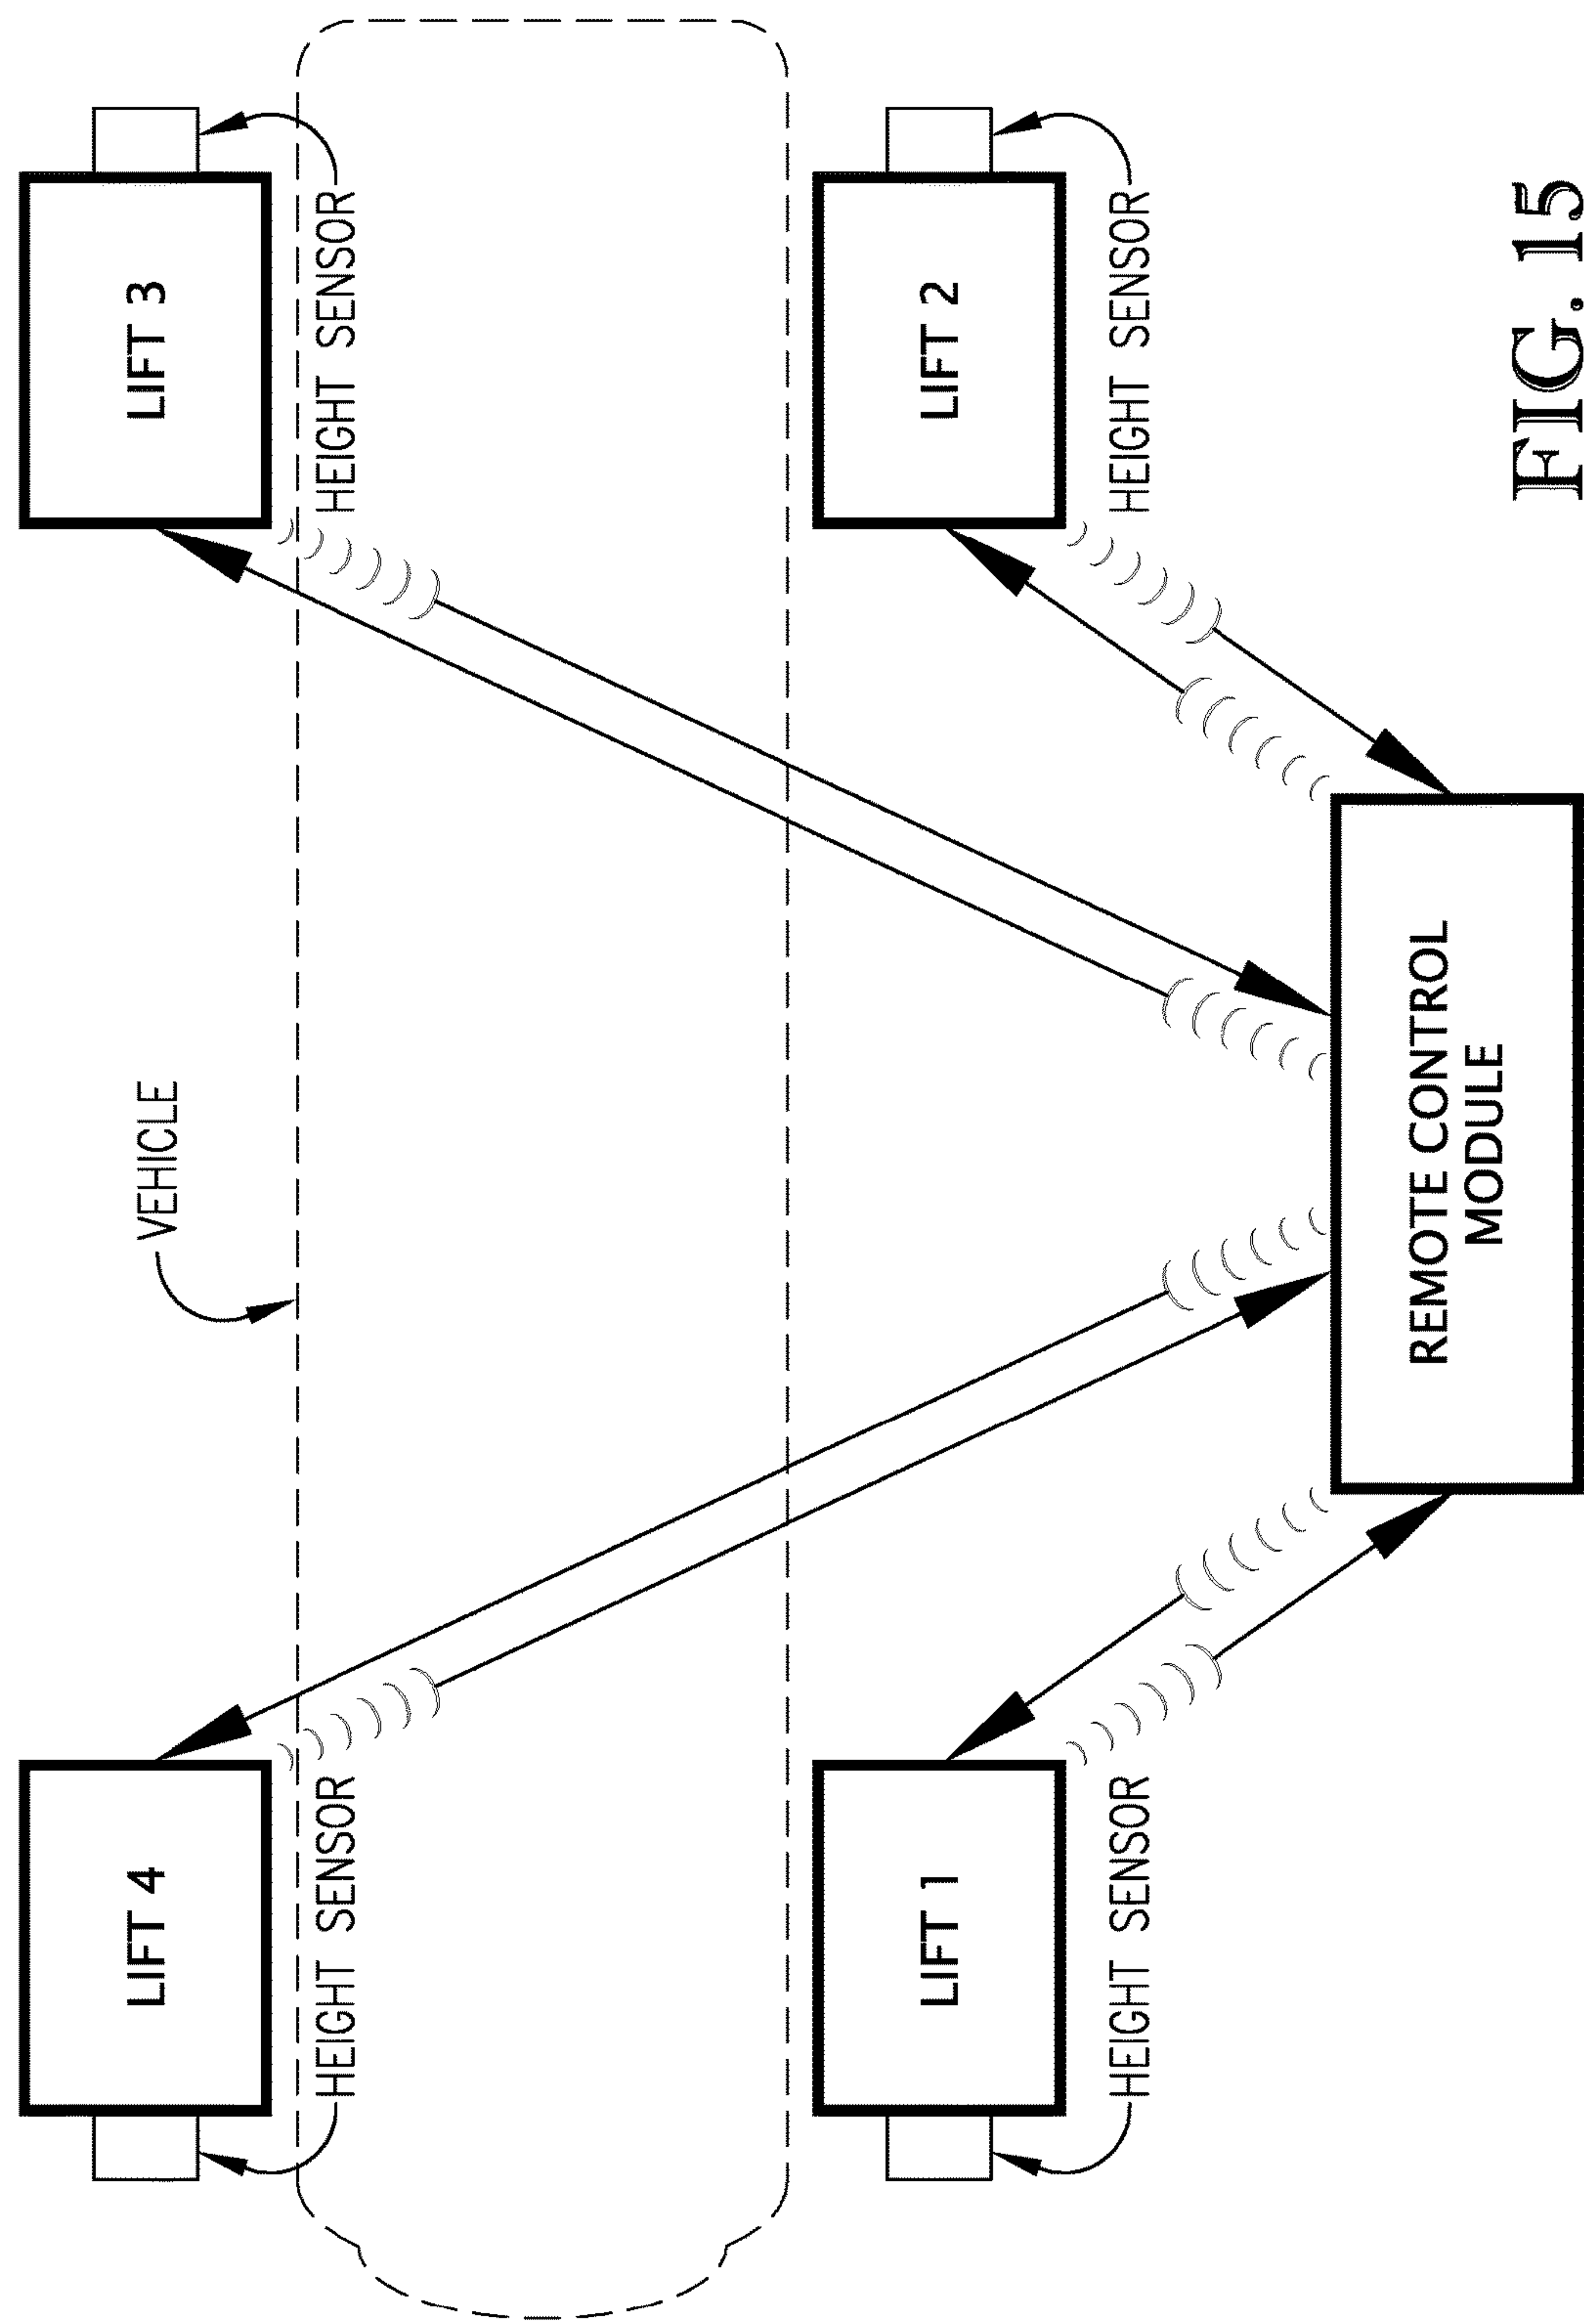 LIFT 4
HEIGHT SENSOR
VEHICLE
LIFT 3
HEIGHT SENSOR
LIFT 1
HEIGHT SENSOR
LIFT 2
HEIGHT SENSOR
REMOTE CONTROL
MODULE
FIG. 15